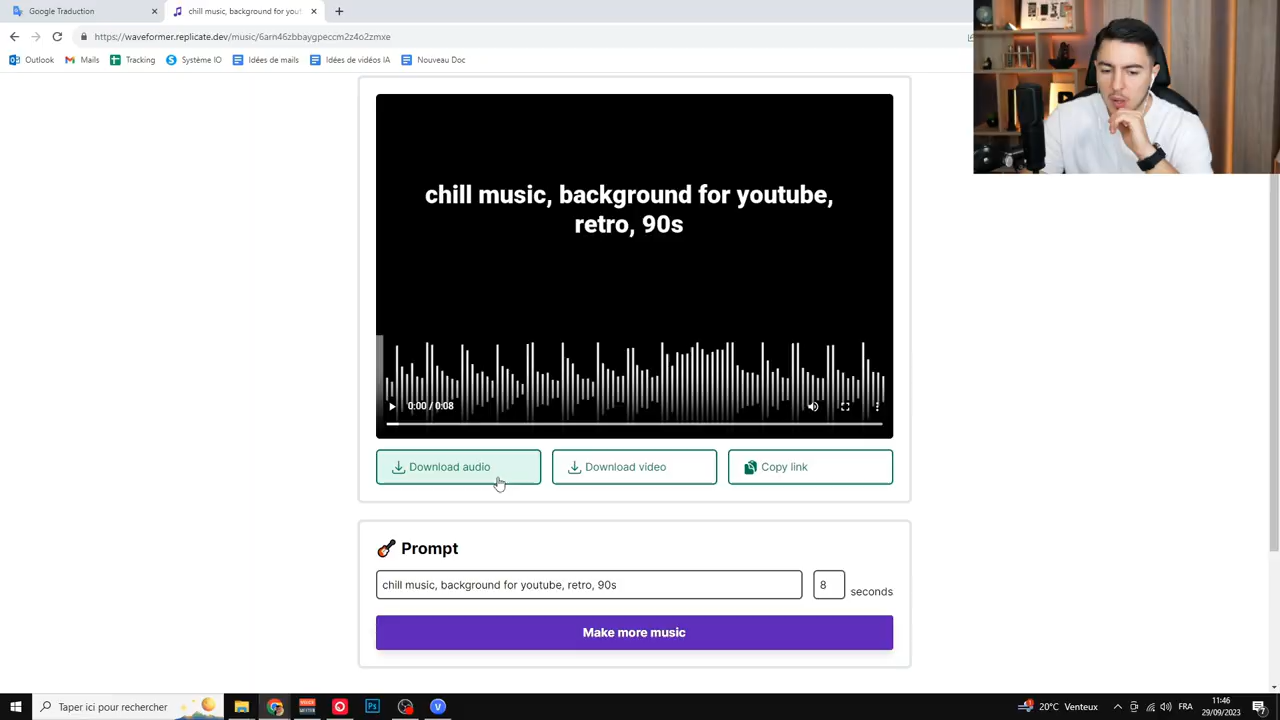 Google Traduction
chill music, background for yout
https://waveformer.replicate.dev/music/6arn46zbbaygpeccm2z4o2zmxe
Outlook
Mails
Tracking
Système IO
Idées de mails
Idées de vidéos IA
Nouveau Doc
chill music, background for youtube,
retro, 90s
0:00 / 0:08
Download audio
Download video
Copy link
Prompt
chill music, background for youtube, retro, 90s
8
seconds
Make more music
Taper ici pour rechercher
20°C Venteux
FRA
11:46
29/09/2023